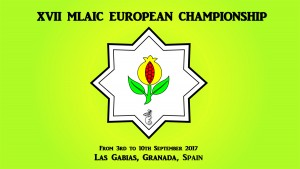 XVII MLAIC EUROPEAN CHAMPIONSHIP
From 3rd to 10th September 2017
Las Gabias, Granada, Spain